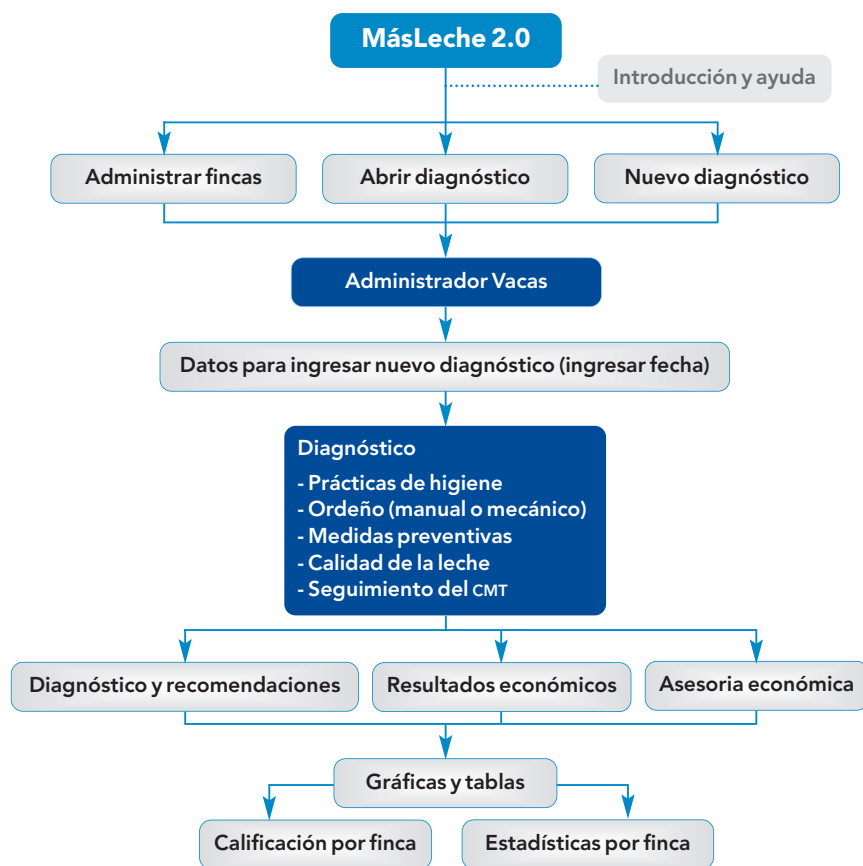 MásLeche 2.0
Introducción y ayuda
Administrar fincas
Abrir diagnóstico
Nuevo diagnóstico
Administrador Vacas
Datos para ingresar nuevo diagnóstico (ingresar fecha)
Diagnóstico
- Prácticas de higiene
- Ordeño (manual o mecánico)
- Medidas preventivas
- Calidad de la leche
- Seguimiento del CMT
Diagnóstico y recomendaciones
Resultados económicos
Asesoria económica
Gráficas y tablas
Calificación por finca
Estadísticas por finca